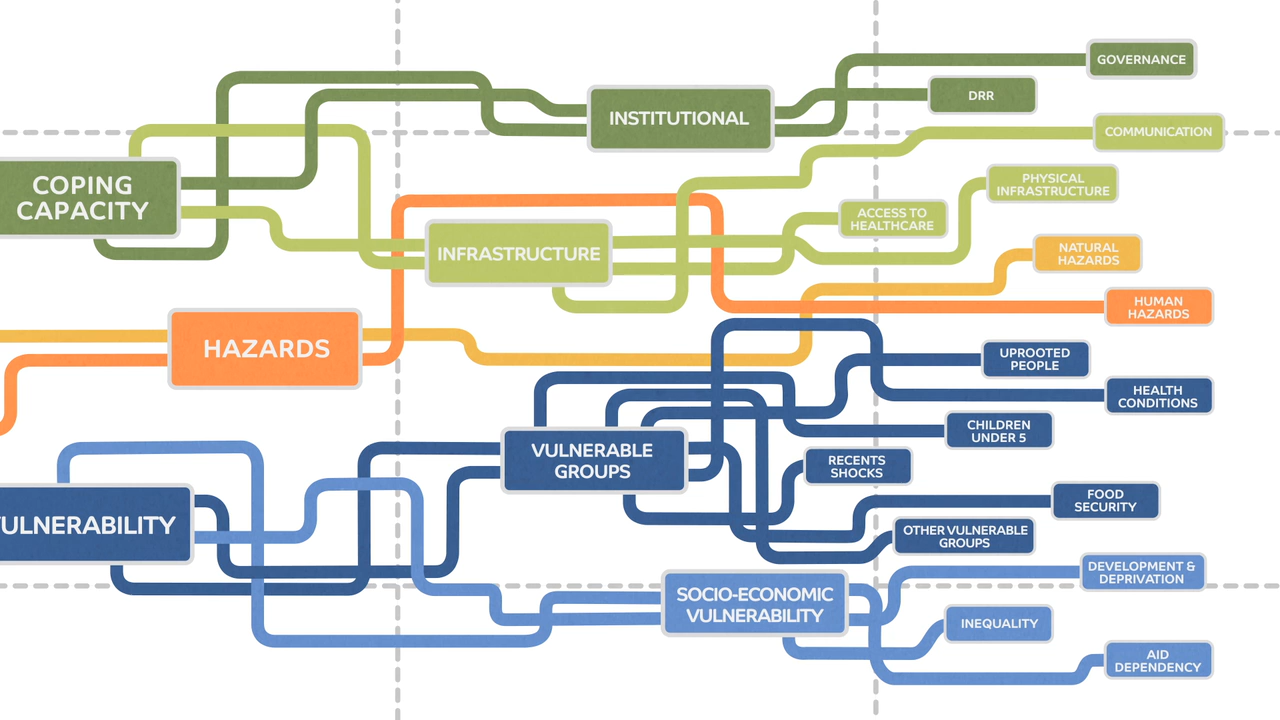 GOVERNANCE
DRR
INSTITUTIONAL
COMMUNICATION
COPING
CAPACITY
PHYSICAL
INFRASTRUCTURE
ACCESS TO
HEALTHCARE
INFRASTRUCTURE
NATURAL
HAZARDS
HUMAN
HAZARDS
HAZARDS
UPROOTED
PEOPLE
HEALTH
CONDITIONS
CHILDREN
UNDER 5
VULNERABLE
GROUPS
RECENTS
SHOCKS
FOOD
SECURITY
VULNERABILITY
OTHER VULNERABLE
GROUPS
DEVELOPMENT &
DEPRIVATION
SOCIO-ECONOMIC
VULNERABILITY
INEQUALITY
AID
DEPENDENCY